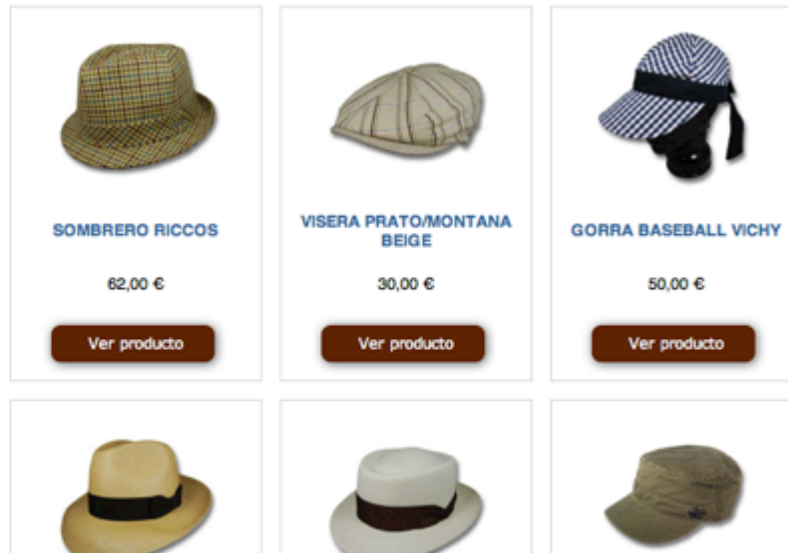 SOMBRERO RICCOS
62,00 €
Ver producto
VISERA PRATO/MONTANA
BEIGE
30,00 €
Ver producto
GORRA BASEBALL VICHY
50,00 €
Ver producto